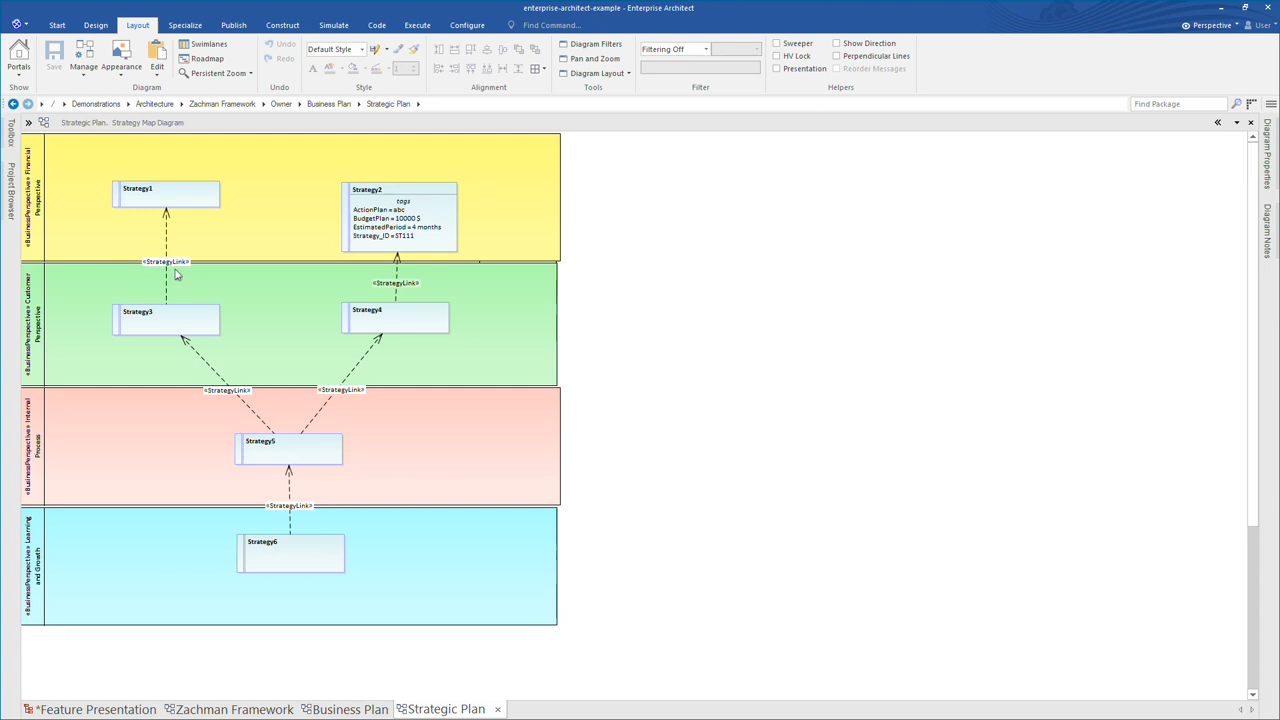 enterprise-architect-example - Enterprise Architect
Start Design Layout Specialize Publish Construct Simulate Code Execute Configure Find Command... Perspective User
Portals
Show
Save Manage Appearance Edit
Swimlanes
Roadmap
Persistent Zoom
Diagram
Undo
Redo
Undo
Default Style
1
Style
Alignment
Diagram Filters
Pan and Zoom
Diagram Layout
Tools
Filtering Off
Filter
Sweeper
HV Lock
Presentation
Show Direction
Perpendicular Lines
Reorder Messages
Helpers
/ Demonstrations Architecture Zachman Framework Owner Business Plan Strategic Plan
Find Package
Strategic Plan. Strategy Map Diagram
Toolbox
Project Browser
Diagram Properties
Diagram Notes
«BusinessPerspective» Financial
Perspective
Strategy1
Strategy2
tags
ActionPlan = abc
BudgetPlan = 10000 $
EstimatedPeriod = 4 months
Strategy_ID = ST111
«StrategyLink»
«StrategyLink»
«BusinessPerspective» Customer
Perspective
Strategy3
Strategy4
«StrategyLink»
«StrategyLink»
«BusinessPerspective» Internal
Process
Strategy5
«StrategyLink»
«BusinessPerspective» Learning
and Growth
Strategy6
*Feature Presentation Zachman Framework Business Plan Strategic Plan